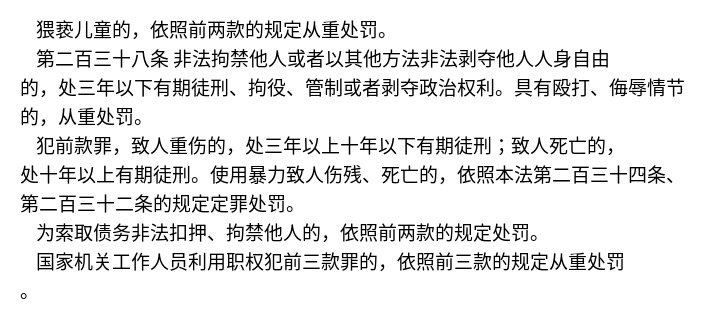 猥亵儿童的，依照前两款的规定从重处罚。
第二百三十八条 非法拘禁他人或者以其他方法非法剥夺他人人身自由
的，处三年以下有期徒刑、拘役、管制或者剥夺政治权利。具有殴打、侮辱情节
的，从重处罚。
犯前款罪，致人重伤的，处三年以上十年以下有期徒刑；致人死亡的，
处十年以上有期徒刑。使用暴力致人伤残、死亡的，依照本法第二百三十四条、
第二百三十二条的规定定罪处罚。
为索取债务非法扣押、拘禁他人的，依照前两款的规定处罚。
国家机关工作人员利用职权犯前三款罪的，依照前三款的规定从重处罚
。